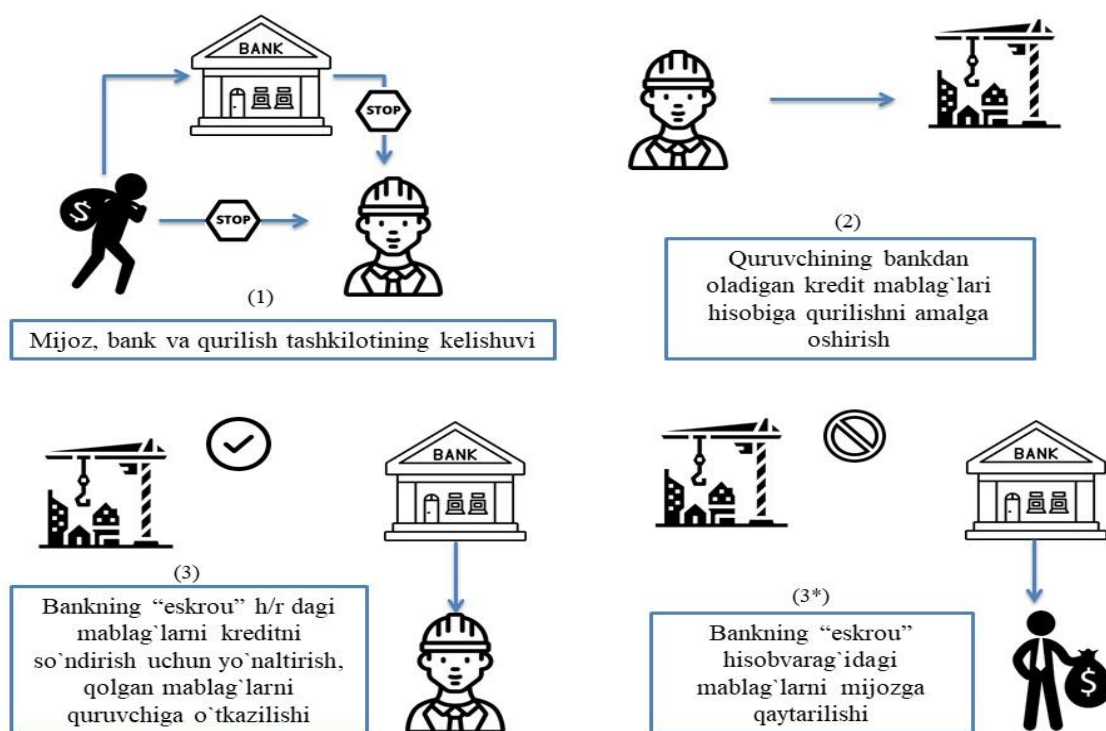 BANK
STOP
STOP
$
(1)
Mijoz, bank va qurilish tashkilotining kelishuvi
(2)
Quruvchining bankdan
oladigan kredit mablag`lari
hisobiga qurilishni amalga
oshirish
BANK
(3)
Bankning “eskrou” h/r dagi
mablag`larni kreditni
so`ndirish uchun yo`naltirish,
qolgan mablag`larni
quruvchiga o`tkazilishi
BANK
(3*)
Bankning “eskrou”
hisobvarag`idagi
mablag`larni mijozga
qaytarilishi
$